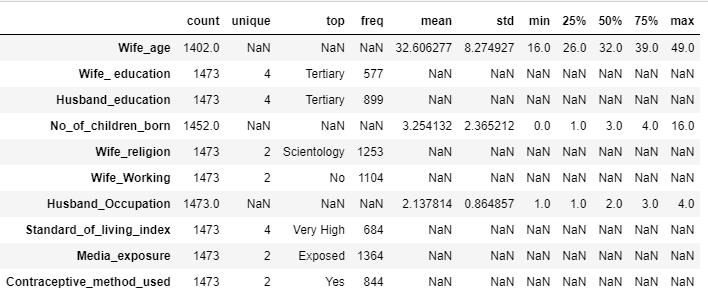 count unique top freq mean std min 25% 50% 75% max
Wife_age 1402.0 NaN NaN NaN 32.606277 8.274927 16.0 26.0 32.0 39.0 49.0
Wife_ education 1473 4 Tertiary 577 NaN NaN NaN NaN NaN NaN NaN
Husband_education 1473 4 Tertiary 899 NaN NaN NaN NaN NaN NaN NaN
No_of_children_born 1452.0 NaN NaN NaN 3.254132 2.365212 0.0 1.0 3.0 4.0 16.0
Wife_religion 1473 2 Scientology 1253 NaN NaN NaN NaN NaN NaN NaN
Wife_Working 1473 2 No 1104 NaN NaN NaN NaN NaN NaN NaN
Husband_Occupation 1473.0 NaN NaN NaN 2.137814 0.864857 1.0 1.0 2.0 3.0 4.0
Standard_of_living_index 1473 4 Very High 684 NaN NaN NaN NaN NaN NaN NaN
Media_exposure 1473 2 Exposed 1364 NaN NaN NaN NaN NaN NaN NaN
Contraceptive_method_used 1473 2 Yes 844 NaN NaN NaN NaN NaN NaN NaN